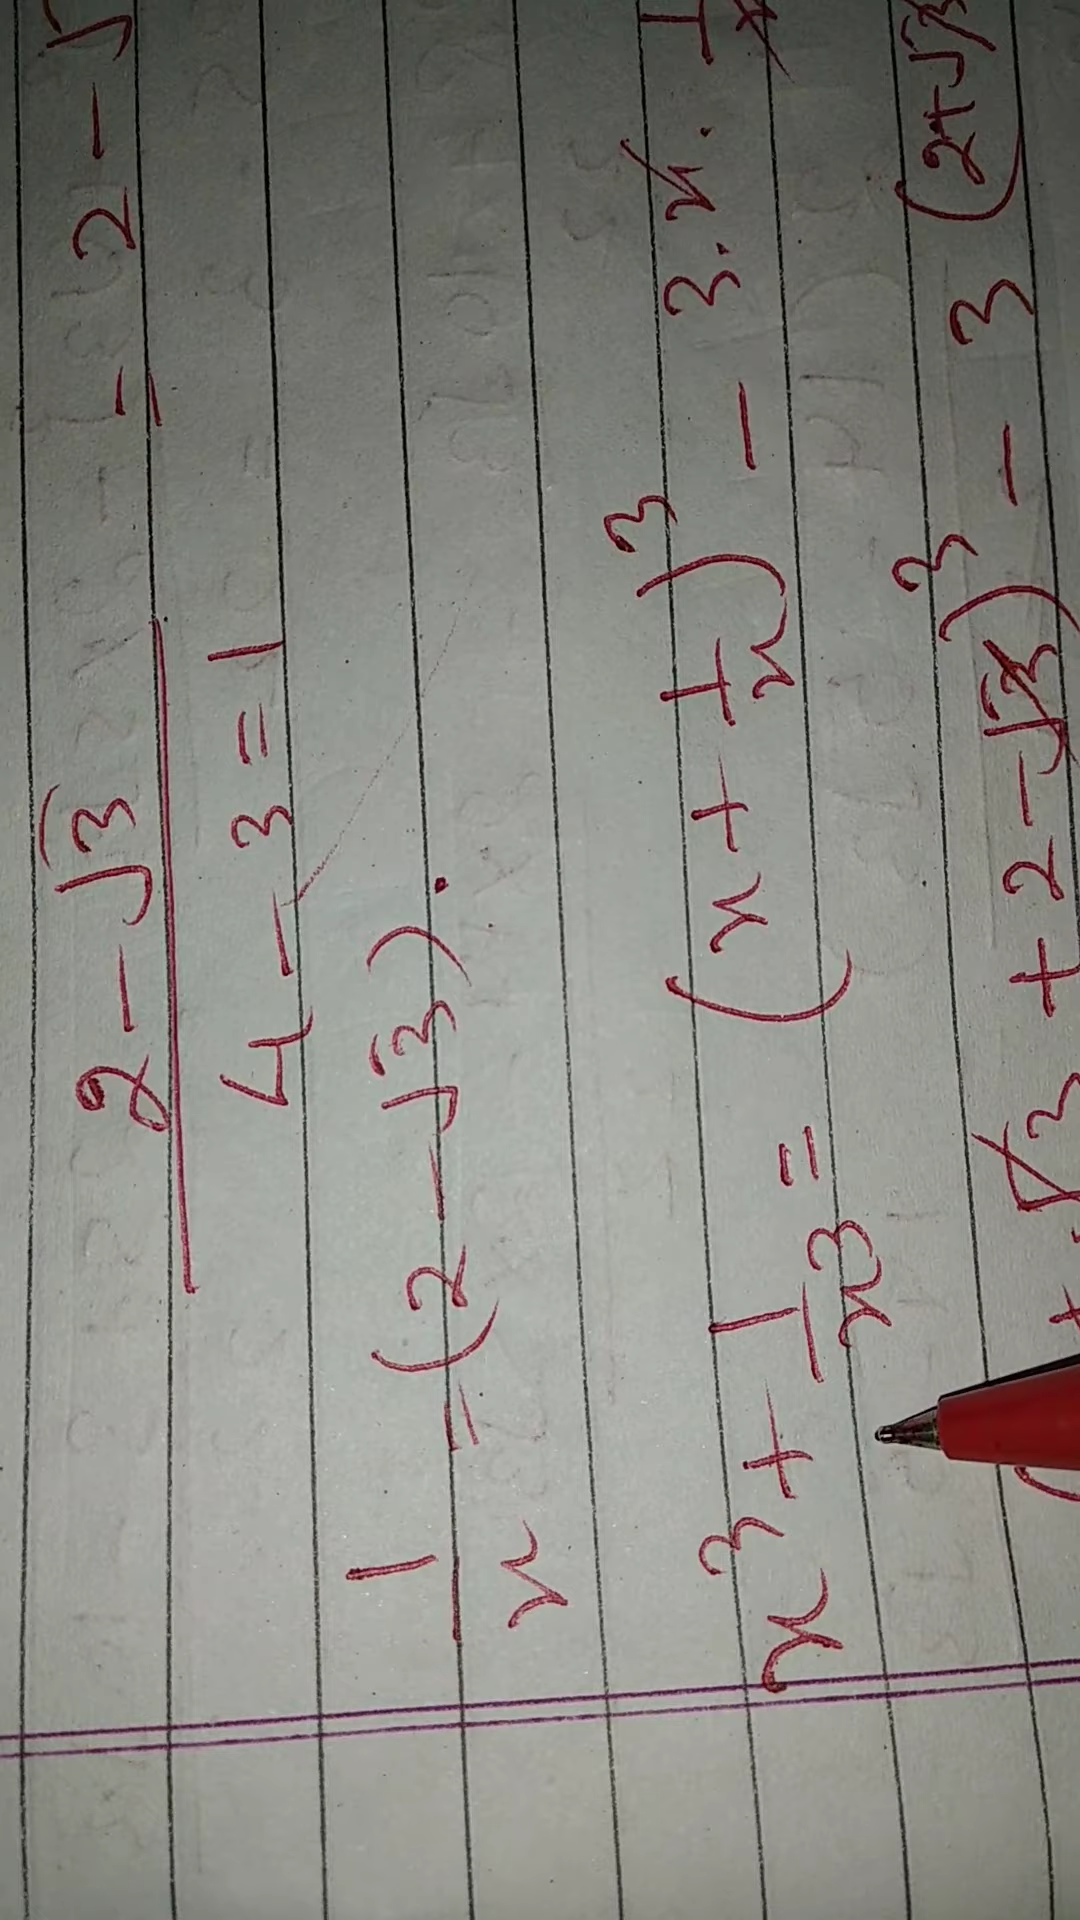 2 - √3 = 2 - √
4 - 3 = 1
1/x = (2 - √3).
x³ + 1/x³ = (x + 1/x)³ - 3.x.1/x
√3 + 2 - √3)³ - 3 (2+√3